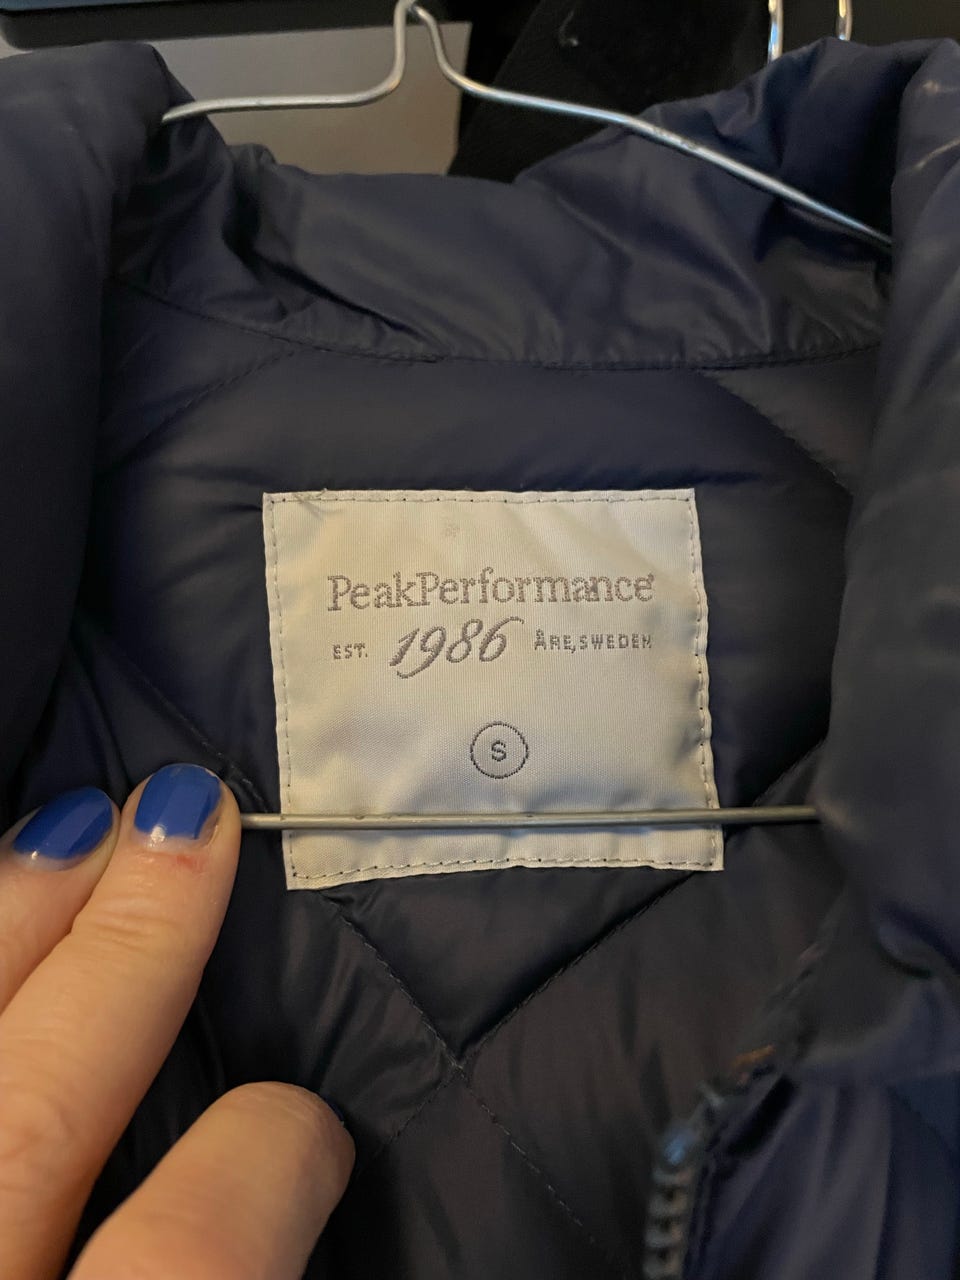 PeakPerformance
EST. 1986 ÅRE, SWEDEN
S